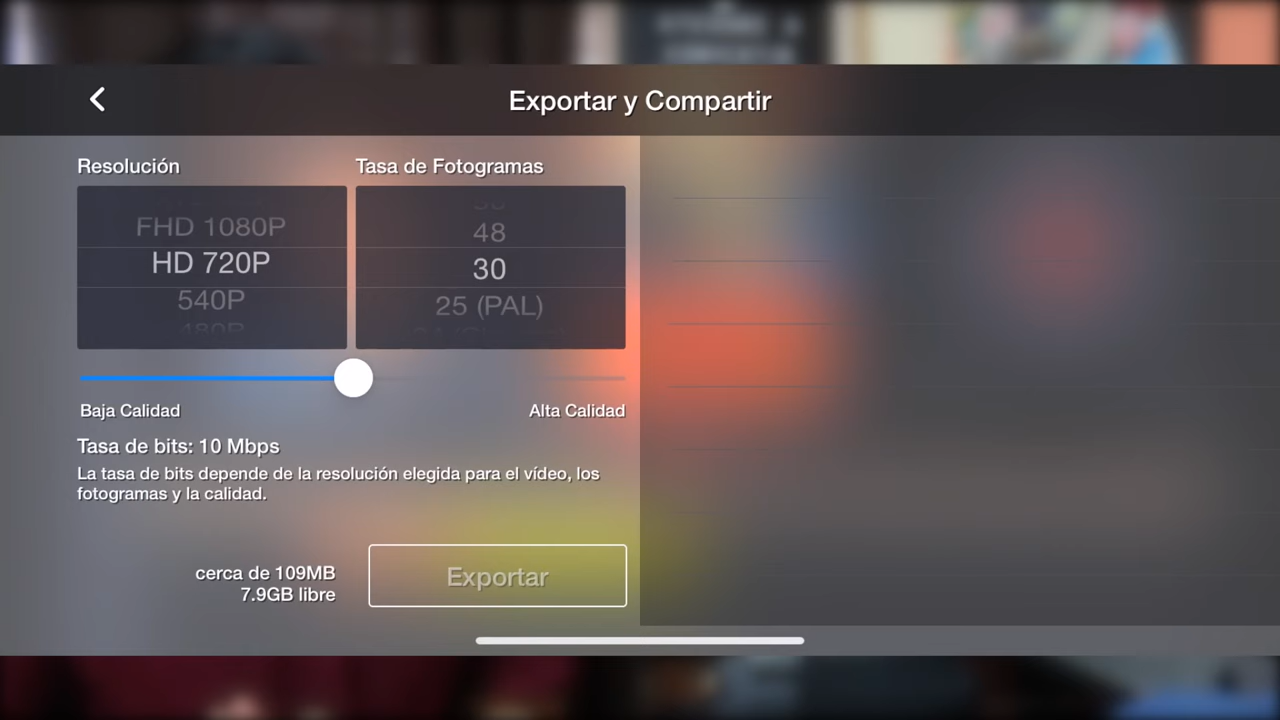 Exportar y Compartir
Resolución
Tasa de Fotogramas
FHD 1080P
HD 720P
540P
480P
48
30
25 (PAL)
Baja Calidad
Alta Calidad
Tasa de bits: 10 Mbps
La tasa de bits depende de la resolución elegida para el vídeo, los
fotogramas y la calidad.
cerca de 109MB
7.9GB libre
Exportar